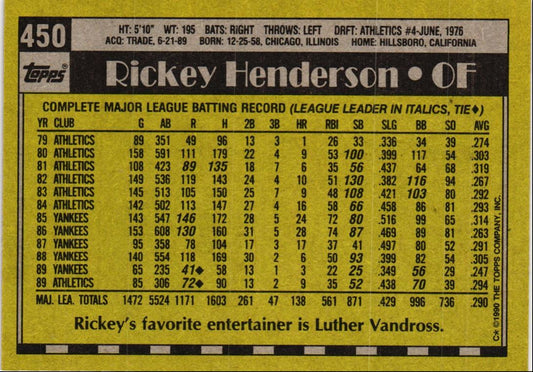 450
HT: 5'10" WT: 195 BATS: RIGHT THROWS: LEFT DRFT: ATHLETICS #4-JUNE, 1976
ACQ: TRADE, 6-21-89 BORN: 12-25-58, CHICAGO, ILLINOIS HOME: HILLSBORO, CALIFORNIA
Topps®
Rickey Henderson • OF
COMPLETE MAJOR LEAGUE BATTING RECORD (LEAGUE LEADER IN ITALICS, TIE♦)
YR CLUB G AB R H 2B 3B HR RBI SB SLG BB SO AVG
79 ATHLETICS 89 351 49 96 13 3 1 26 33 .336 34 39 .274
80 ATHLETICS 158 591 111 179 22 4 9 53 100 .399 117 54 .303
81 ATHLETICS 108 423 89 135 18 7 6 35 56 .437 64 68 .319
82 ATHLETICS 149 536 119 143 24 4 10 51 130 .382 116 94 .267
83 ATHLETICS 145 513 105 150 25 7 9 48 108 .421 103 80 .292
84 ATHLETICS 142 502 113 147 27 4 16 58 66 .458 86 81 .293
85 YANKEES 143 547 146 172 28 5 24 72 80 .516 99 65 .314
86 YANKEES 153 608 130 160 31 5 28 74 87 .469 89 81 .263
87 YANKEES 95 358 78 104 17 3 17 37 41 .497 80 52 .291
88 YANKEES 140 554 118 169 30 2 6 50 93 .399 82 54 .305
89 YANKEES 65 235 41♦ 58 13 1 3 22 25 .349 56 29 .247
89 ATHLETICS 85 306 72♦ 90 13 2 9 35 52 .438 70 39 .294
MAJ. LEA. TOTALS 1472 5524 1171 1603 261 47 138 561 871 .429 996 736 .290
Rickey's favorite entertainer is Luther Vandross.
C★©1990 THE TOPPS COMPANY, INC.